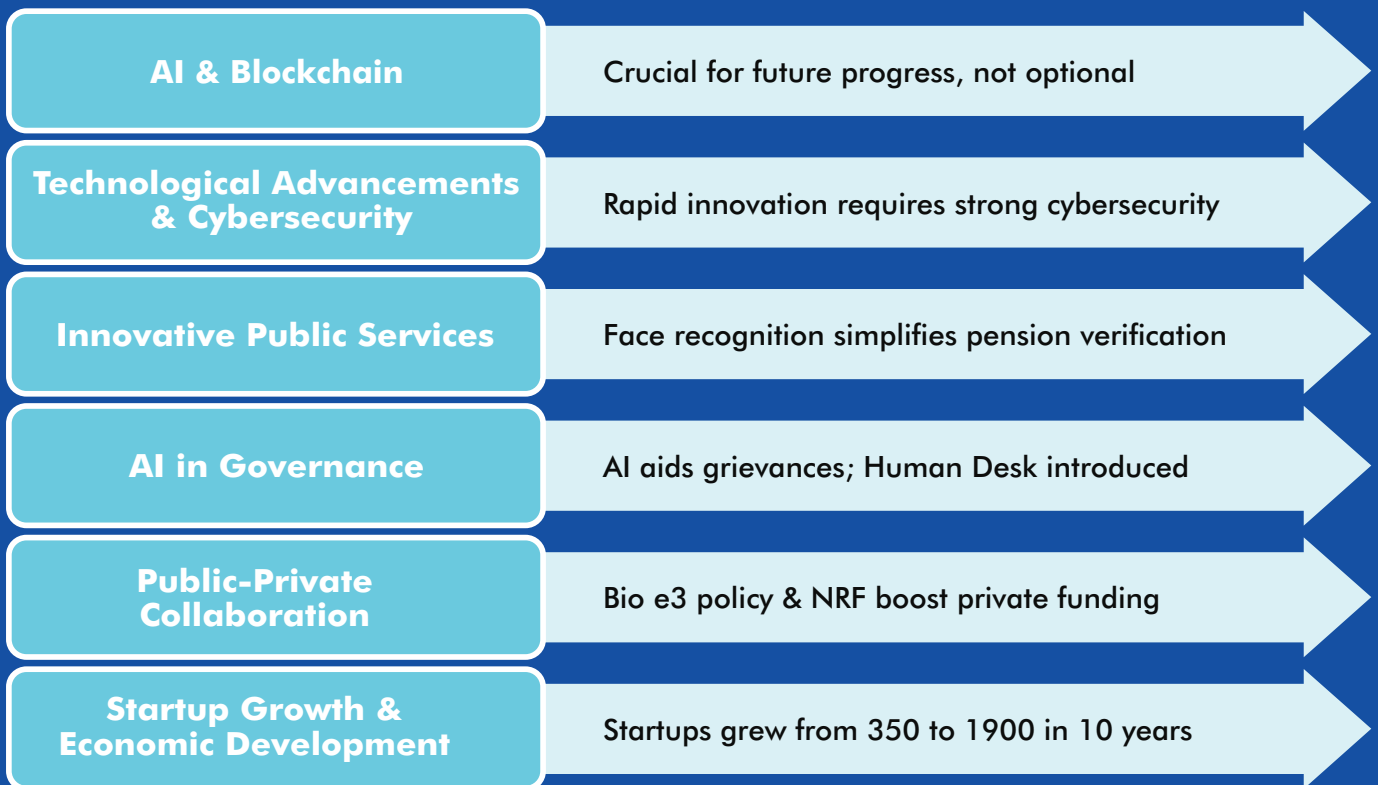 AI & Blockchain
Crucial for future progress, not optional
Technological Advancements
& Cybersecurity
Rapid innovation requires strong cybersecurity
Innovative Public Services
Face recognition simplifies pension verification
AI in Governance
AI aids grievances; Human Desk introduced
Public-Private
Collaboration
Bio e3 policy & NRF boost private funding
Startup Growth &
Economic Development
Startups grew from 350 to 1900 in 10 years